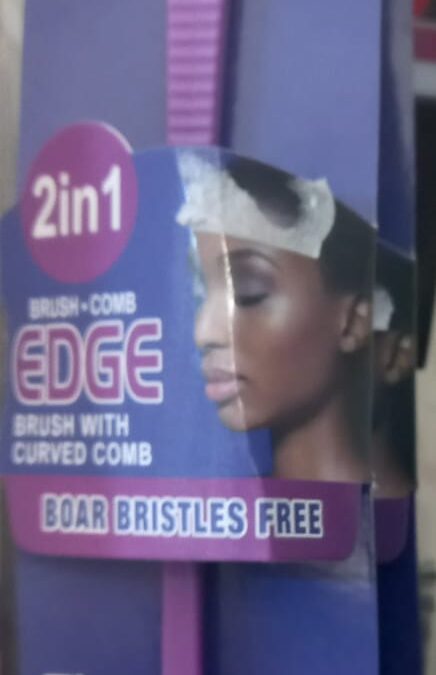 2in1
BRUSH • COMB
EDGE
BRUSH WITH
CURVED COMB
BOAR BRISTLES FREE